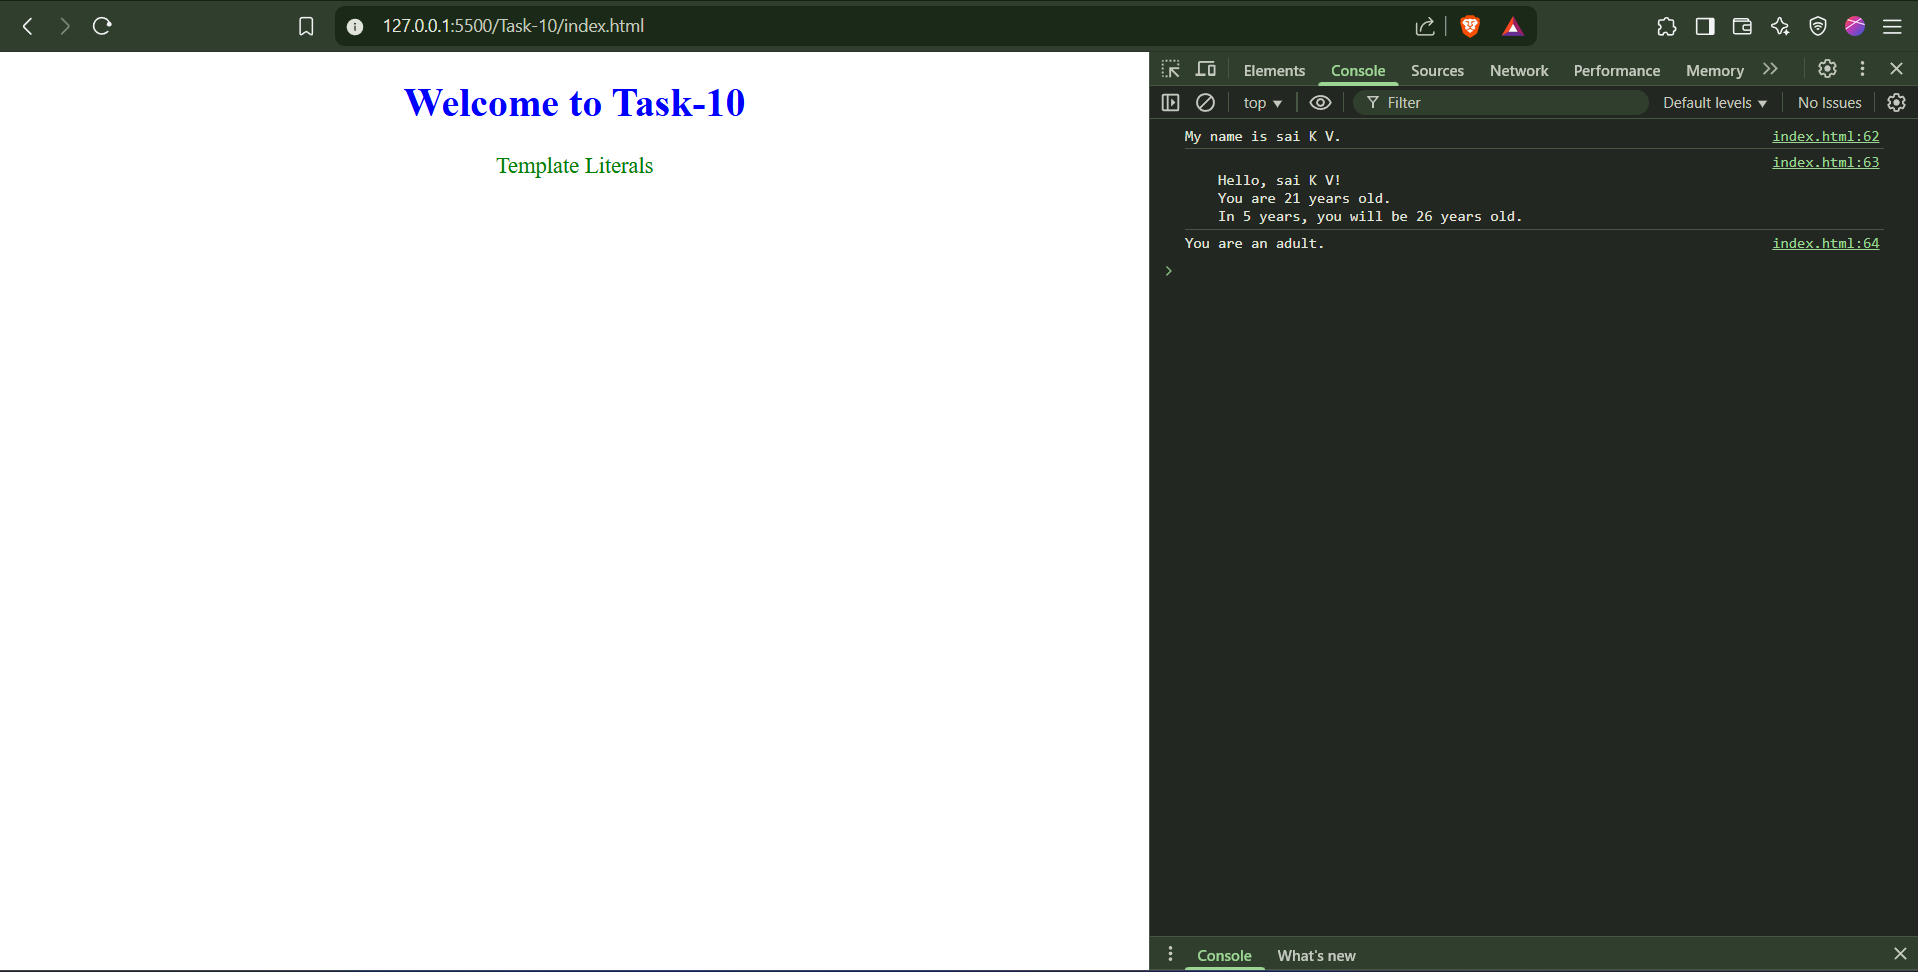 127.0.0.1:5500/Task-10/index.html
Welcome to Task-10
Template Literals
Elements Console Sources Network Performance Memory
top Filter Default levels No Issues
My name is sai K V. index.html:62
index.html:63
Hello, sai K V!
You are 21 years old.
In 5 years, you will be 26 years old.
You are an adult. index.html:64
Console What's new